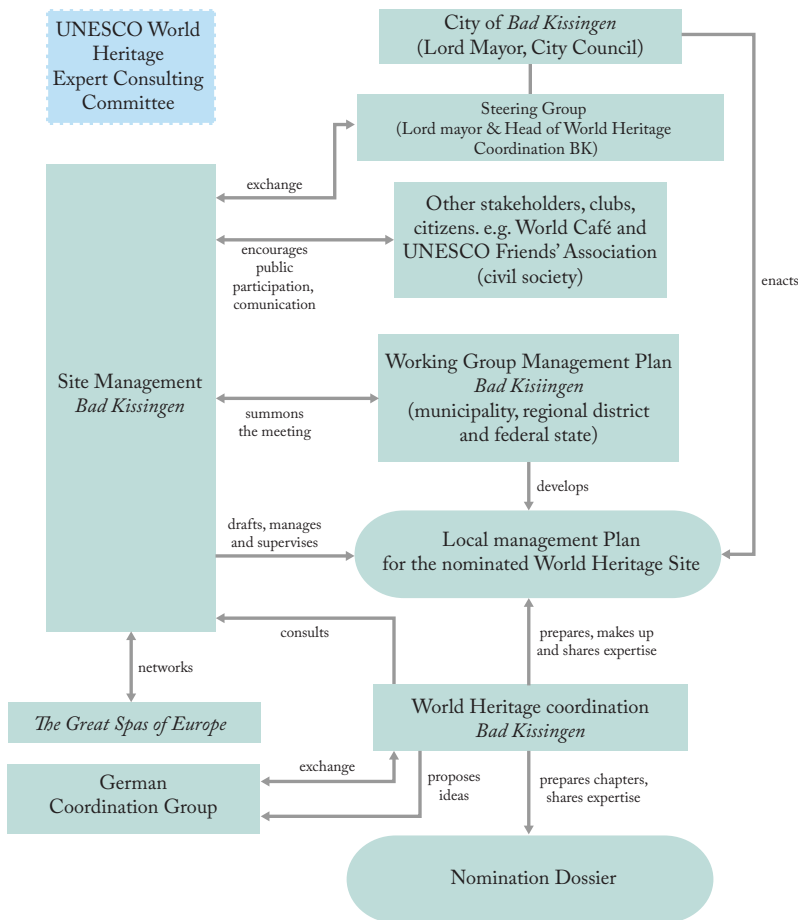 UNESCO World
Heritage
Expert Consulting
Committee
City of Bad Kissingen
(Lord Mayor, City Council)
Steering Group
(Lord mayor & Head of World Heritage
Coordination BK)
exchange
Other stakeholders, clubs,
citizens. e.g. World Café and
UNESCO Friends’ Association
(civil society)
encourages
public
participation,
comunication
enacts
Site Management
Bad Kissingen
Working Group Management Plan
Bad Kisiingen
(municipality, regional district
and federal state)
summons
the meeting
develops
drafts, manages
and supervises
Local management Plan
for the nominated World Heritage Site
consults
prepares, makes up
and shares expertise
networks
The Great Spas of Europe
World Heritage coordination
Bad Kissingen
exchange
German
Coordination Group
proposes
ideas
prepares chapters,
shares expertise
Nomination Dossier